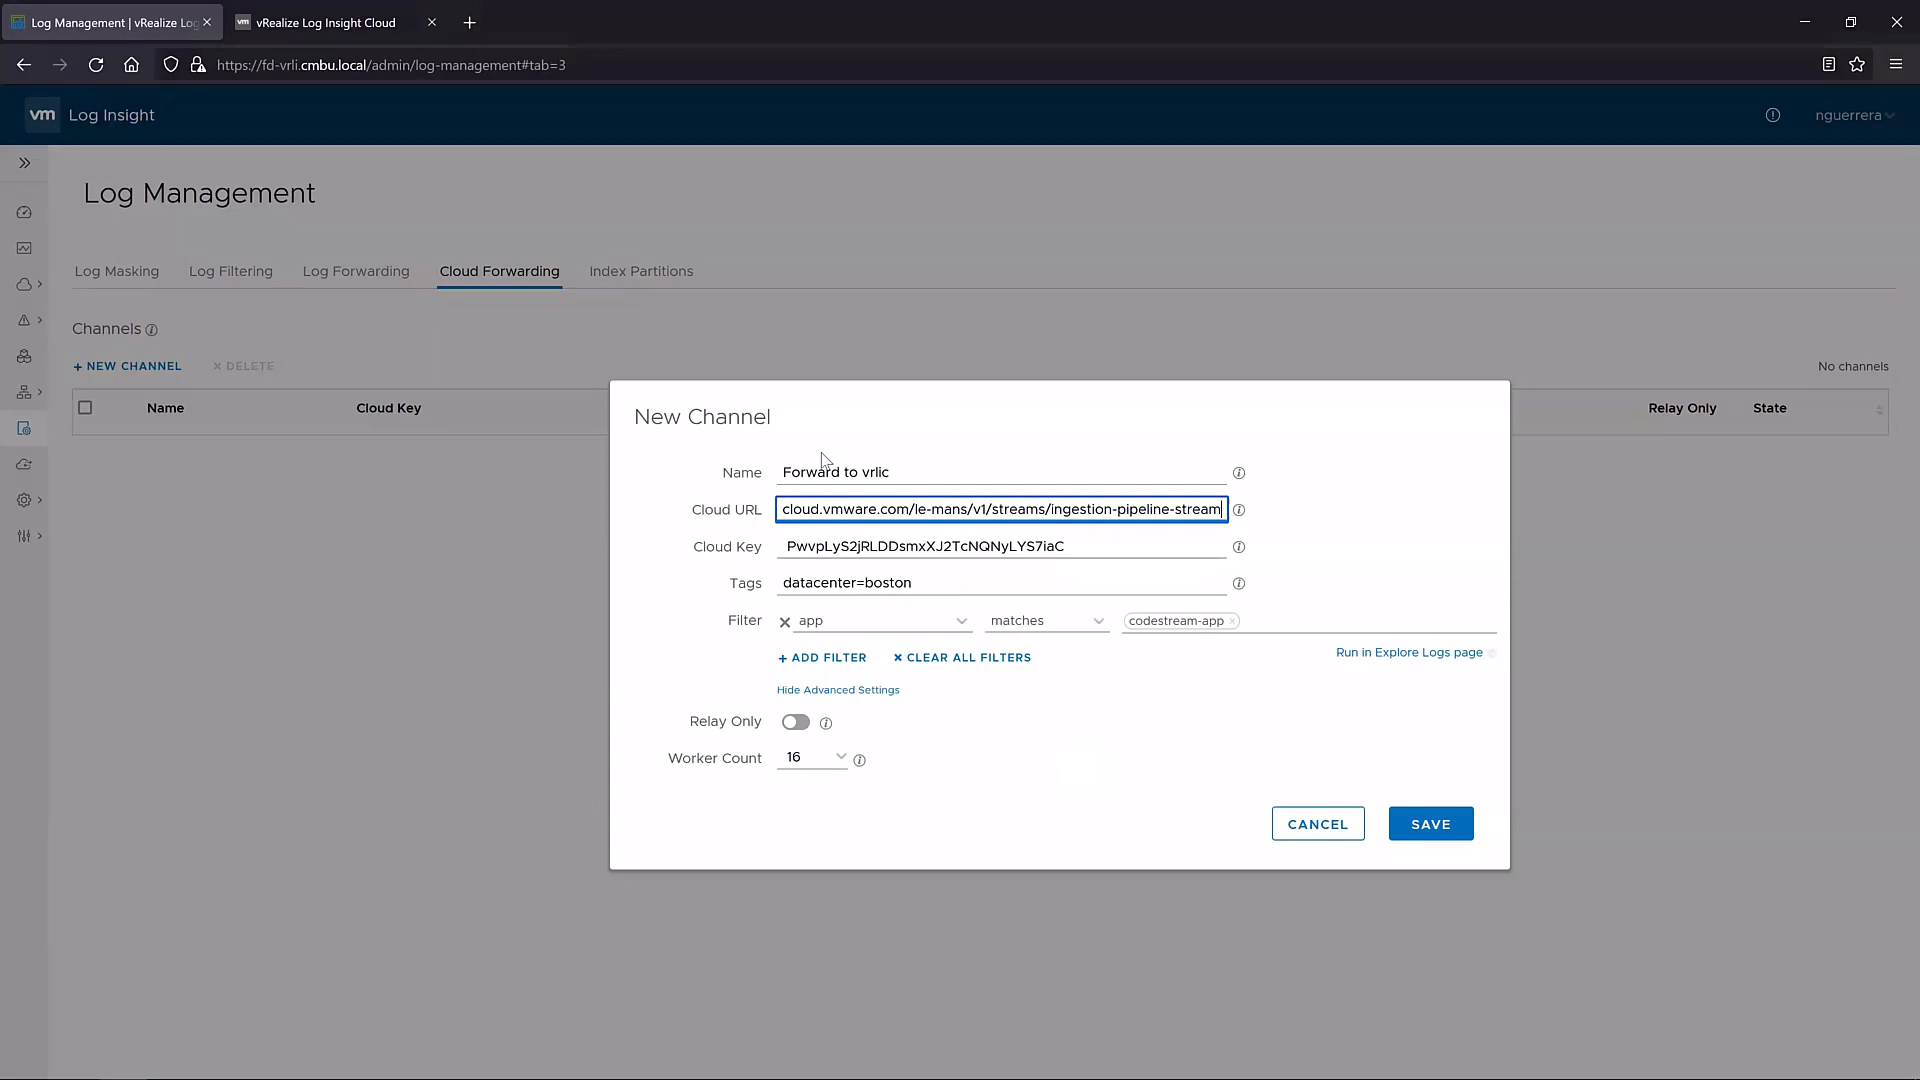 Log Management | vRealize Log
vRealize Log Insight Cloud
https://fd-vrli.cmbu.local/admin/log-management#tab=3
vm Log Insight
nguerrera
Log Management
Log Masking
Log Filtering
Log Forwarding
Cloud Forwarding
Index Partitions
Channels
+ NEW CHANNEL
× DELETE
No channels
Name
Cloud Key
Relay Only
State
New Channel
Name Forward to vrlic
Cloud URL cloud.vmware.com/le-mans/v1/streams/ingestion-pipeline-stream
Cloud Key PwvpLyS2jRLDDsmxXJ2TcNQNyLYS7iaC
Tags datacenter=boston
Filter × app matches codestream-app ×
+ ADD FILTER × CLEAR ALL FILTERS
Run in Explore Logs page
Hide Advanced Settings
Relay Only
Worker Count 16
CANCEL
SAVE